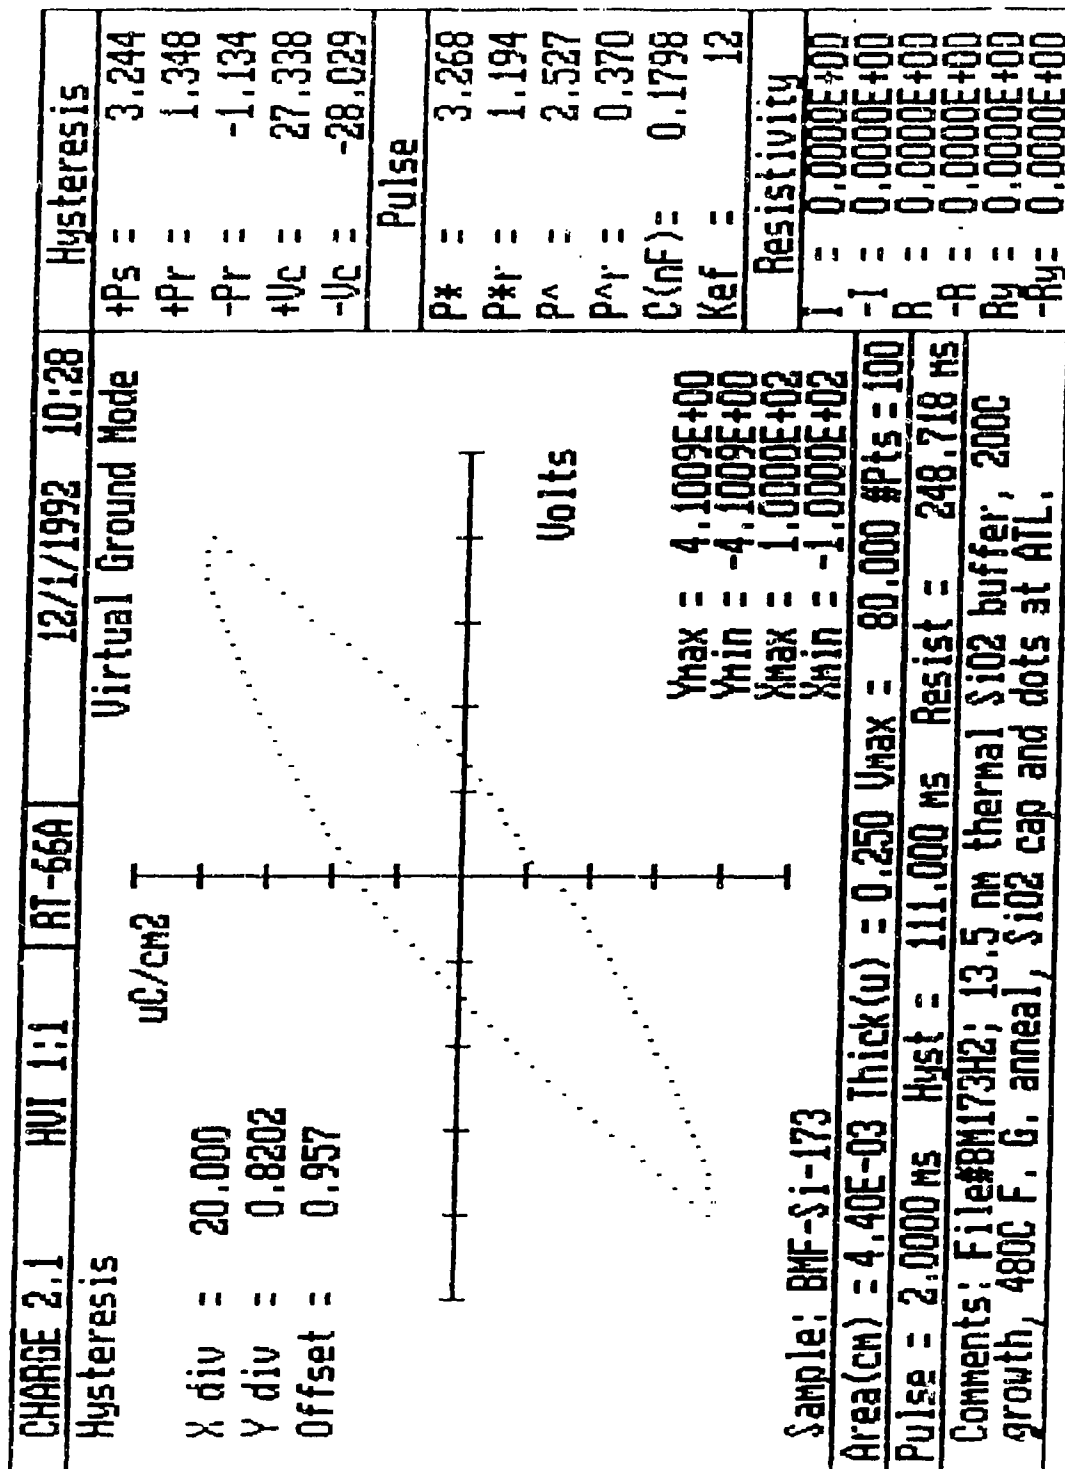 CHARGE 2.1 HVI 1:1 RT-66A 12/1/1992 10:28
Hysteresis
Virtual Ground Mode
X div = 20.000
Y div = 0.8202
Offset = 0.957
uC/cm2
Volts
Ymax = 4.1009E+00
Ymin = -4.1009E+00
Xmax = 1.0000E+02
Xmin = -1.0000E+02
Sample: BMF-Si-173
Area(cm) = 4.40E-03 Thick(u) = 0.250 Vmax = 80.000 #Pts = 100
Pulse = 2.0000 ms Hyst = 111.000 ms Resist = 248.718 ms
Comments: File#BM173H2; 13.5 nm thermal SiO2 buffer, 200C
growth, 480C F. G. anneal, SiO2 cap and dots at ATL.
Hysteresis
+Ps = 3.244
+Pr = 1.348
-Pr = -1.134
+Vc = 27.338
-Vc = -28.029
Pulse
P* = 3.268
P*r = 1.194
P^ = 2.527
P^r = 0.370
C(nF)= 0.1798
Kef = 12
Resistivity
I = 0.0000E+00
-I = 0.0000E+00
R = 0.0000E+00
-R = 0.0000E+00
Ry = 0.0000E+00
-Ry= 0.0000E+00